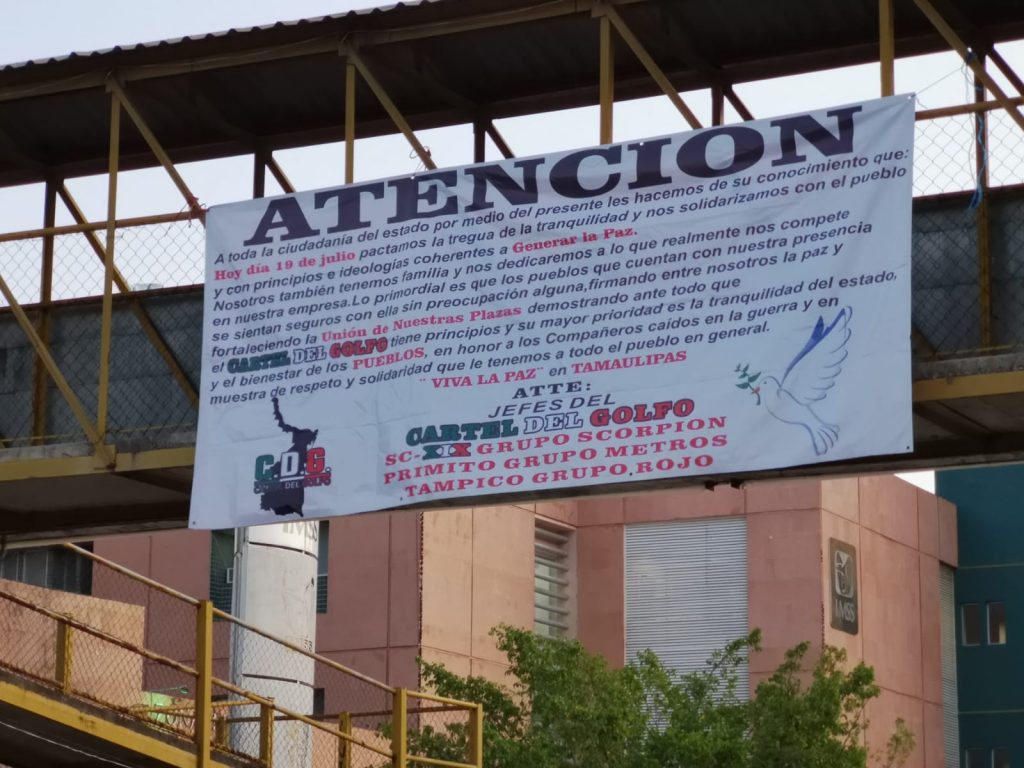 ATENCION
A toda la ciudadanía del estado por medio del presente les hacemos de su conocimiento que:
Hoy día 19 de julio pactamos la tregua de la tranquilidad y nos solidarizamos con el pueblo
y con principios e ideologías coherentes a Generar la Paz.
Nosotros también tenemos familia y nos dedicaremos a lo que realmente nos compete
en nuestra empresa.Lo primordial es que los pueblos que cuentan con nuestra presencia
se sientan seguros con ella sin preocupación alguna,firmando entre nosotros la paz y
fortaleciendo la Unión de Nuestras Plazas demostrando ante todo que
el CARTEL DEL GOLFO tiene principios y su mayor prioridad es la tranquilidad del estado,
y el bienestar de los PUEBLOS, en honor a los Compañeros caídos en la guerra y en
muestra de respeto y solidaridad que le tenemos a todo el pueblo en general.
¨ VIVA LA PAZ¨ en TAMAULIPAS
ATTE:
JEFES DEL
CARTEL DEL GOLFO
SC-XIX GRUPO SCORPION
PRIMITO GRUPO METROS
TAMPICO GRUPO.ROJO
C.D.G.
DEL GOLFO
IMSS
IMSS